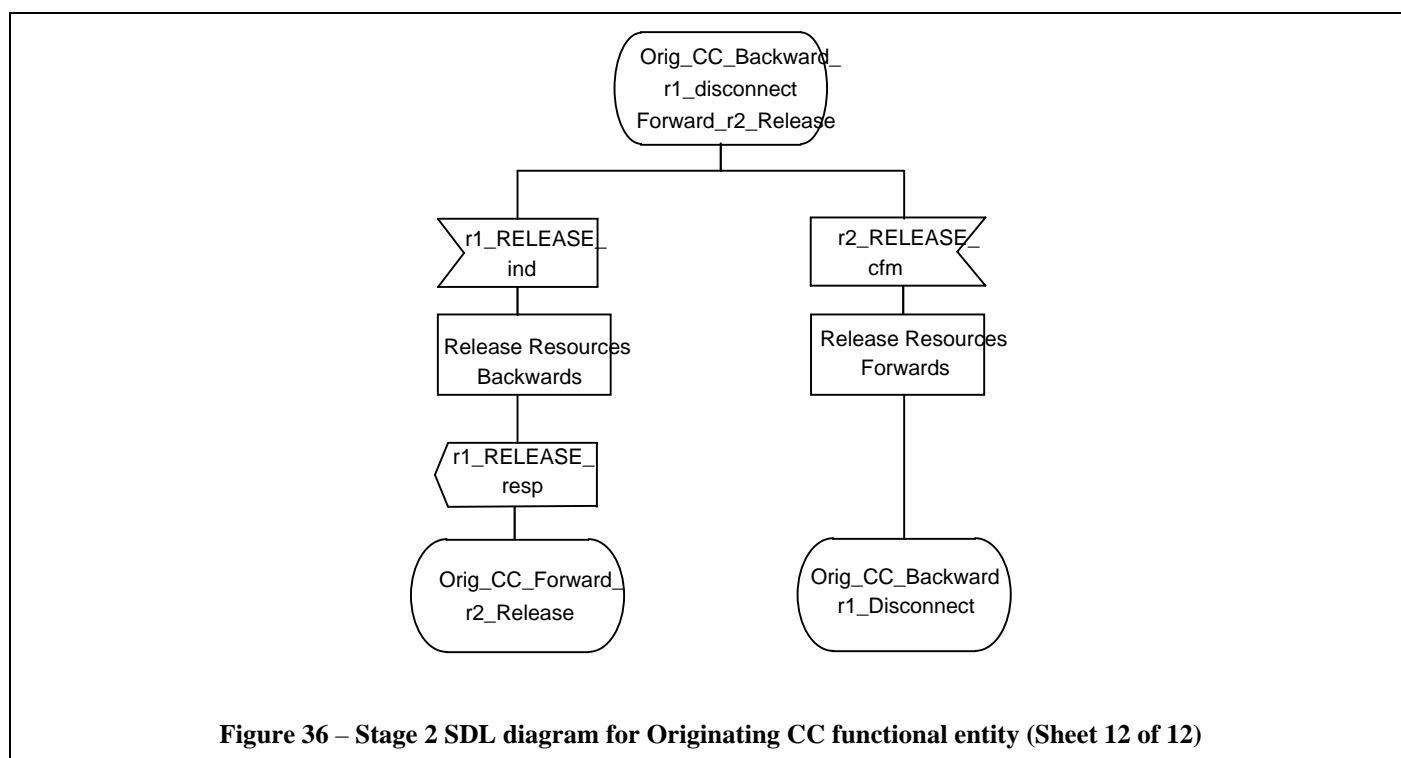 Orig_CC_Backward_
r1_disconnect
Forward_r2_Release
r1_RELEASE_
ind
r2_RELEASE_
cfm
Release Resources
Backwards
Release Resources
Forwards
r1_RELEASE_
resp
Orig_CC_Forward_
r2_Release
Orig_CC_Backward
r1_Disconnect
Figure 36 – Stage 2 SDL diagram for Originating CC functional entity (Sheet 12 of 12)